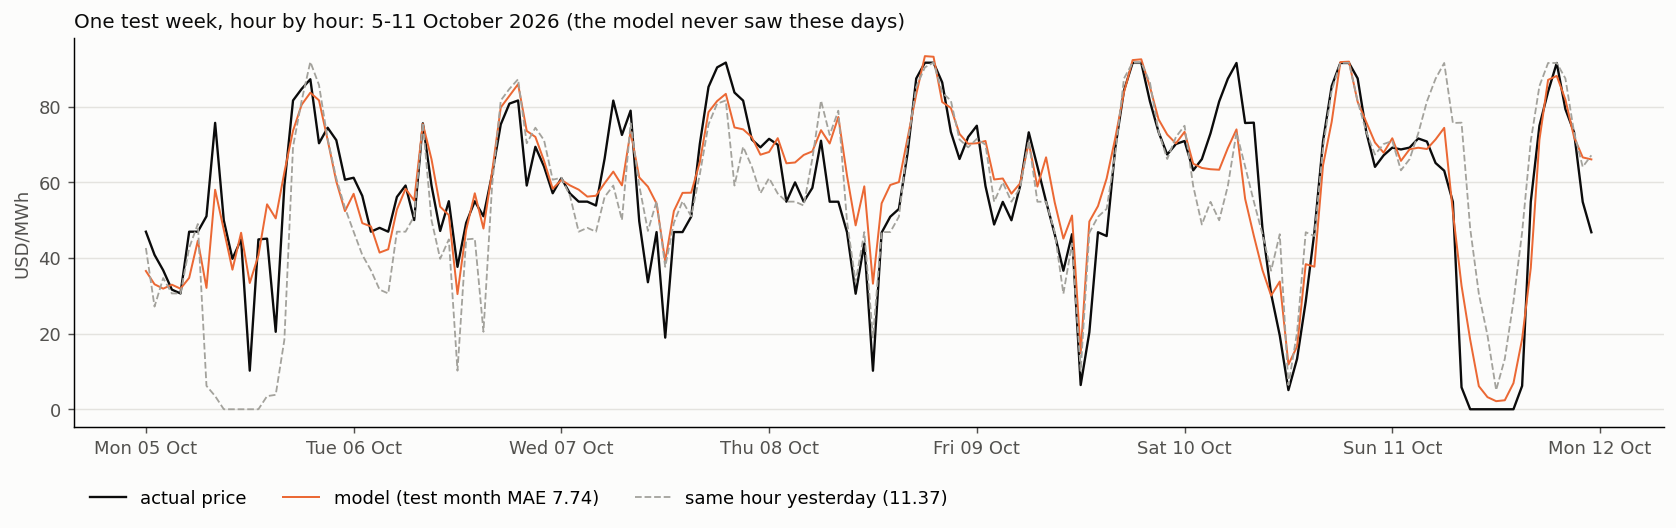 One test week, hour by hour: 5-11 October 2026 (the model never saw these days)
USD/MWh
80
60
40
20
0
Mon 05 Oct
Tue 06 Oct
Wed 07 Oct
Thu 08 Oct
Fri 09 Oct
Sat 10 Oct
Sun 11 Oct
Mon 12 Oct
actual price
model (test month MAE 7.74)
same hour yesterday (11.37)